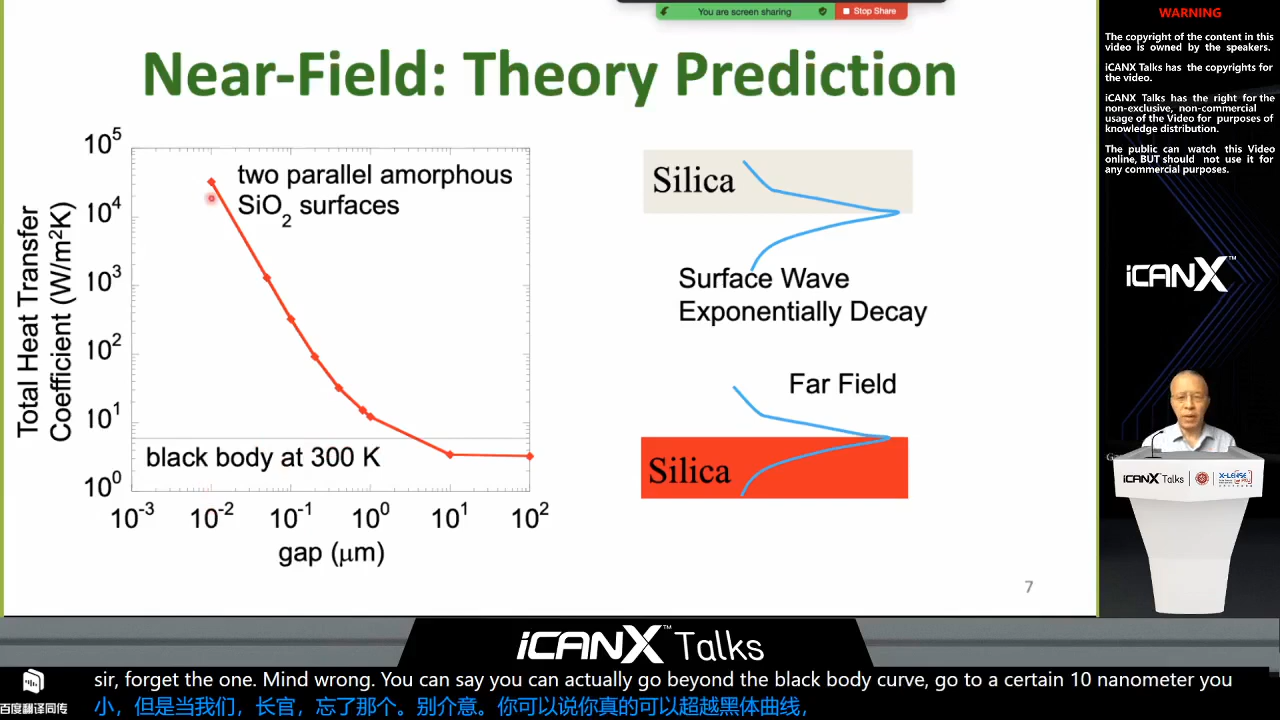 You are screen sharing
Stop Share
Near-Field: Theory Prediction
10^5
10^4
10^3
10^2
10^1
10^0
Total Heat Transfer
Coefficient (W/m²K)
two parallel amorphous
SiO₂ surfaces
black body at 300 K
10^-3 10^-2 10^-1 10^0 10^1 10^2
gap (μm)
Silica
Surface Wave
Exponentially Decay
Far Field
Silica
7
WARNING
The copyright of the content in this
video is owned by the speakers.
iCANX Talks has the copyrights for
the video.
iCANX Talks has the right for the
non-exclusive, non-commercial
usage of the Video for purposes of
knowledge distribution.
The public can watch this Video
online, BUT should not use it for
any commercial purposes.
iCANX™
iCANX Talks
iCANX™ Talks
sir, forget the one. Mind wrong. You can say you can actually go beyond the black body curve, go to a certain 10 nanometer you
百度翻译同传
小，但是当我们，长官，忘了那个。别介意。你可以说你真的可以超越黑体曲线，